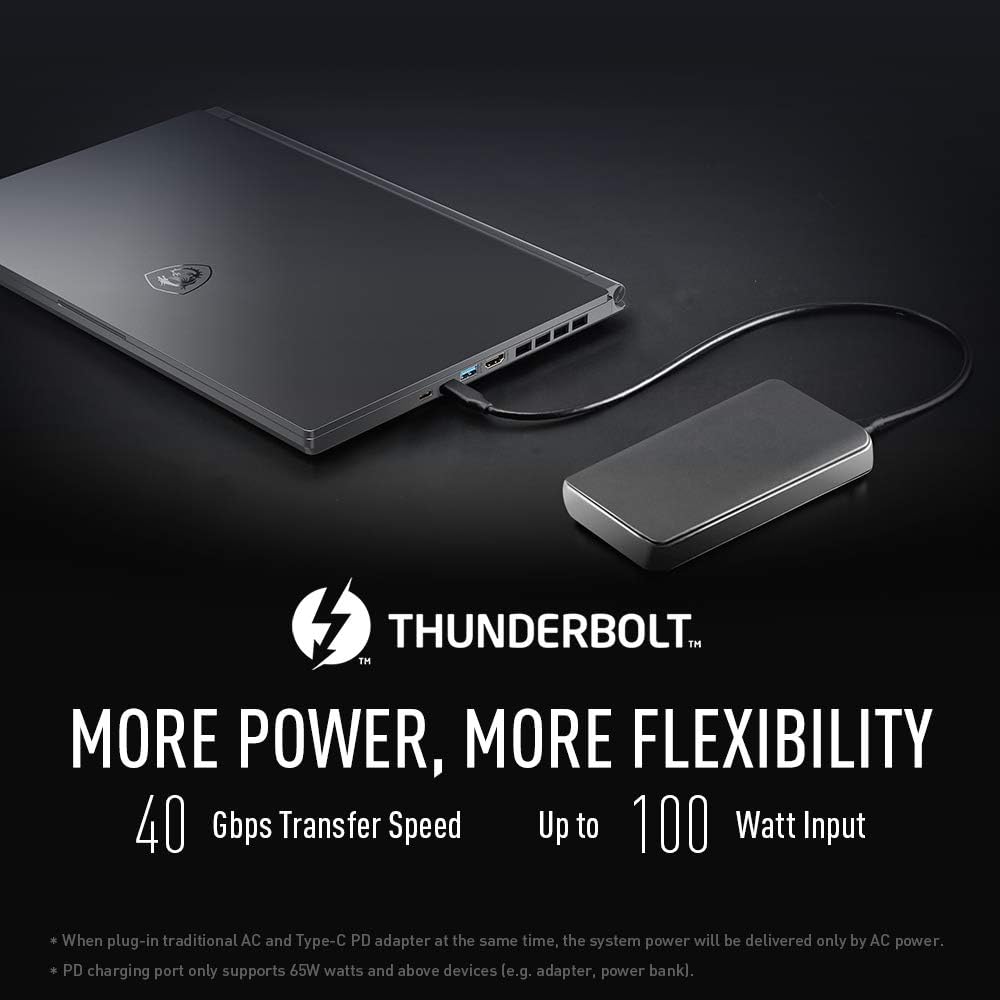 THUNDERBOLT™
TM
MORE POWER, MORE FLEXIBILITY
40 Gbps Transfer Speed Up to 100 Watt Input
* When plug-in traditional AC and Type-C PD adapter at the same time, the system power will be delivered only by AC power.
* PD charging port only supports 65W watts and above devices (e.g. adapter, power bank).